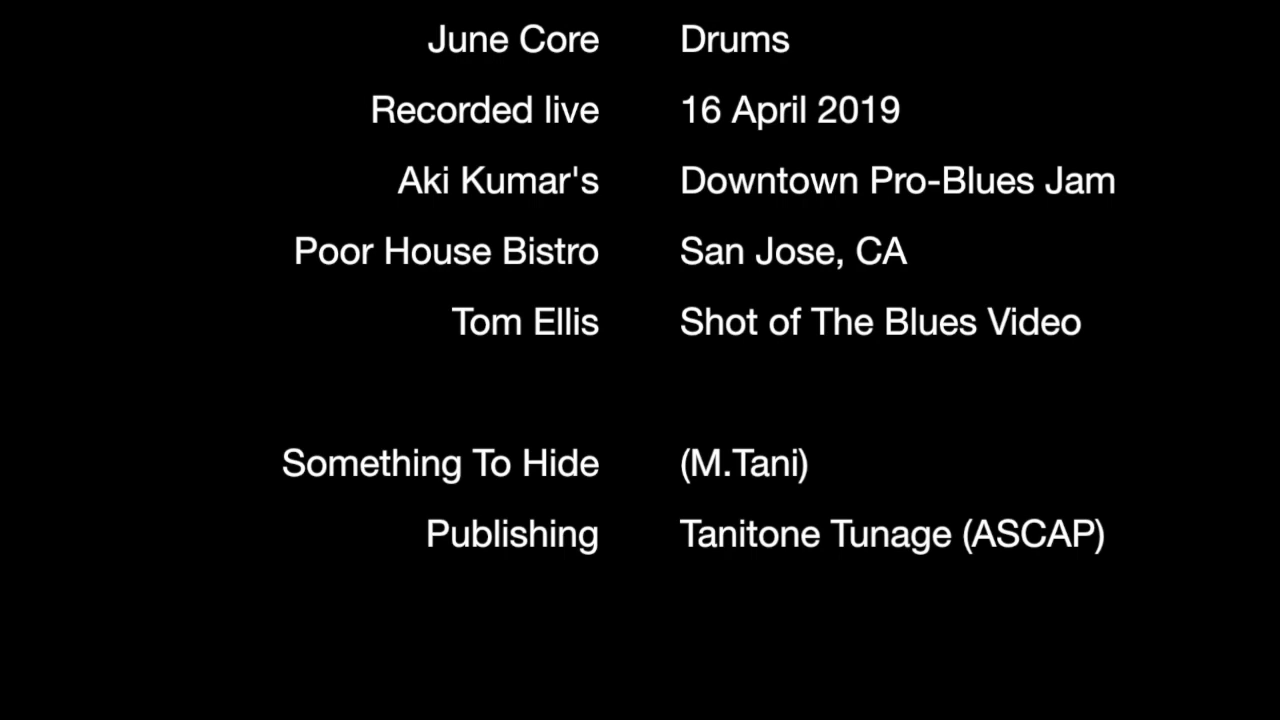 June Core Drums
Recorded live 16 April 2019
Aki Kumar's Downtown Pro-Blues Jam
Poor House Bistro San Jose, CA
Tom Ellis Shot of The Blues Video
Something To Hide (M.Tani)
Publishing Tanitone Tunage (ASCAP)